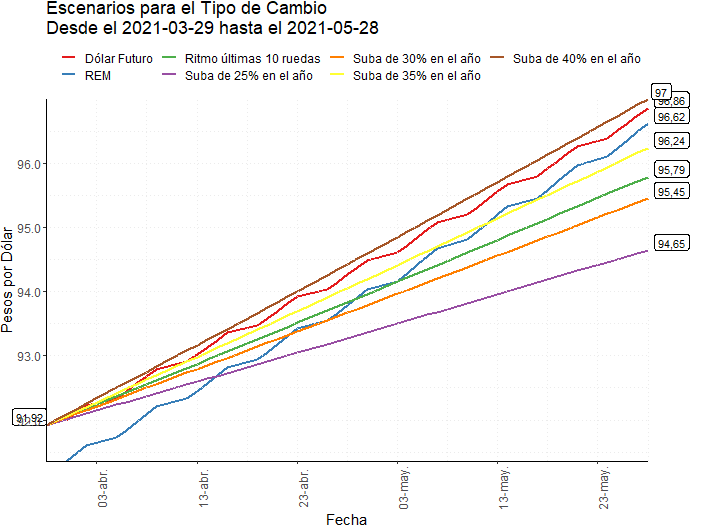 Escenarios para el Tipo de Cambio
Desde el 2021-03-29 hasta el 2021-05-28
Dólar Futuro Ritmo últimas 10 ruedas Suba de 30% en el año Suba de 40% en el año
REM Suba de 25% en el año Suba de 35% en el año
97
96,86
96,62
96,24
95,79
95,45
94,65
96.0
95.0
94.0
93.0
91,92
Pesos por Dólar
03-abr.
13-abr.
23-abr.
03-may.
13-may.
23-may.
Fecha